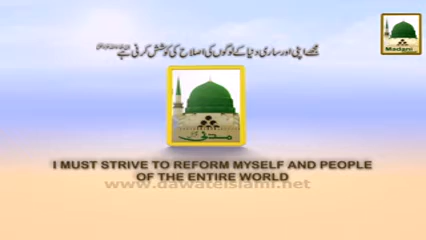 مجھے اپنی اور ساری دنیا کے لوگوں کی اصلاح کی کوشش کرنی ہے
Madani
I MUST STRIVE TO REFORM MYSELF AND PEOPLE
OF THE ENTIRE WORLD
www.dawateislami.net